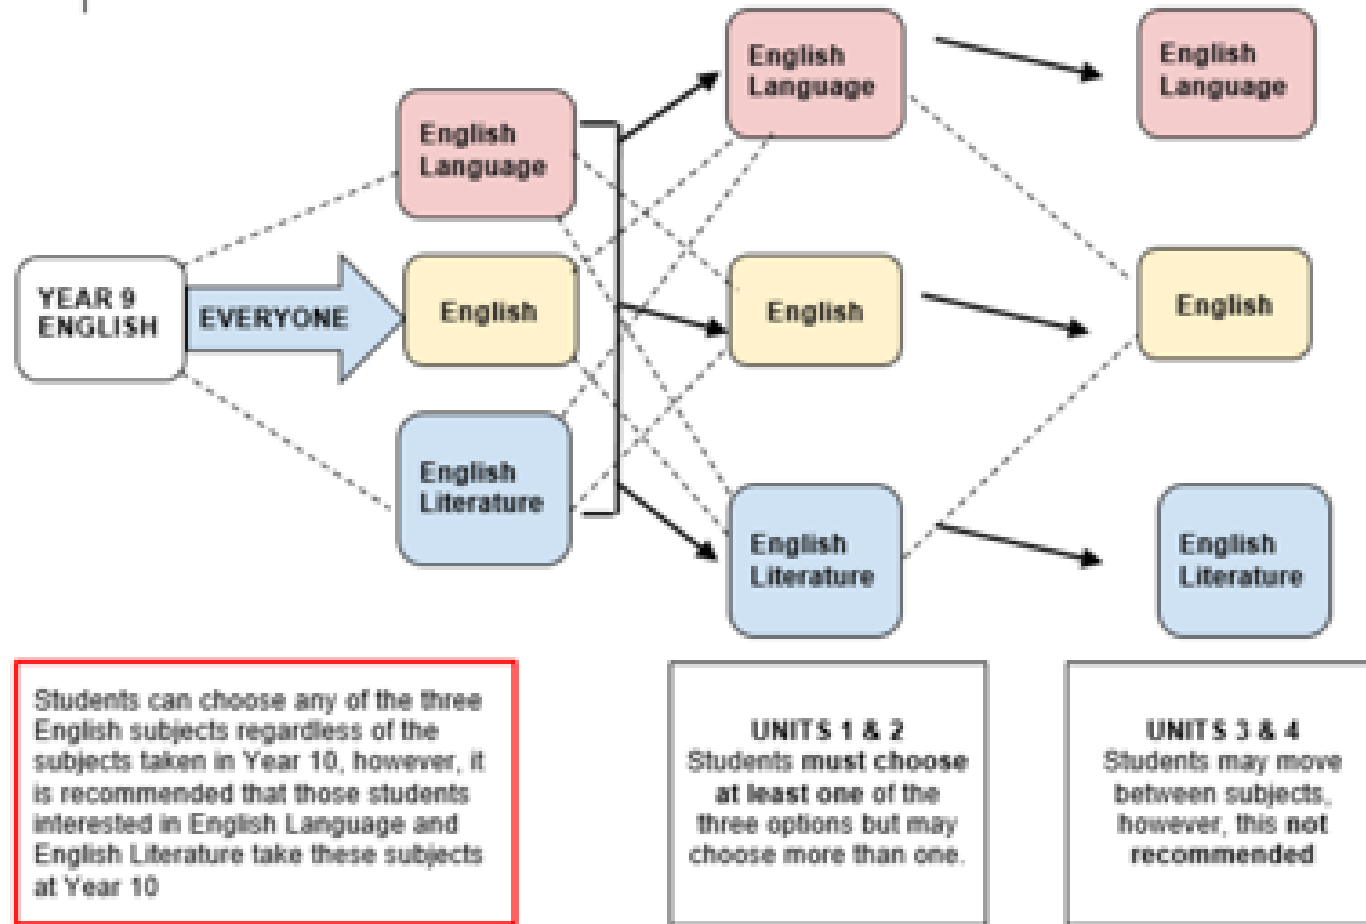 English
Language
English
Language
English
Language
YEAR 9
ENGLISH
EVERYONE
English
English
English
English
Literature
English
Literature
English
Literature
Students can choose any of the three
English subjects regardless of the
subjects taken in Year 10, however, it
is recommended that those students
interested in English Language and
English Literature take these subjects
at Year 10
UNITS 1 & 2
Students must choose
at least one of the
three options but may
choose more than one.
UNITS 3 & 4
Students may move
between subjects,
however, this not
recommended